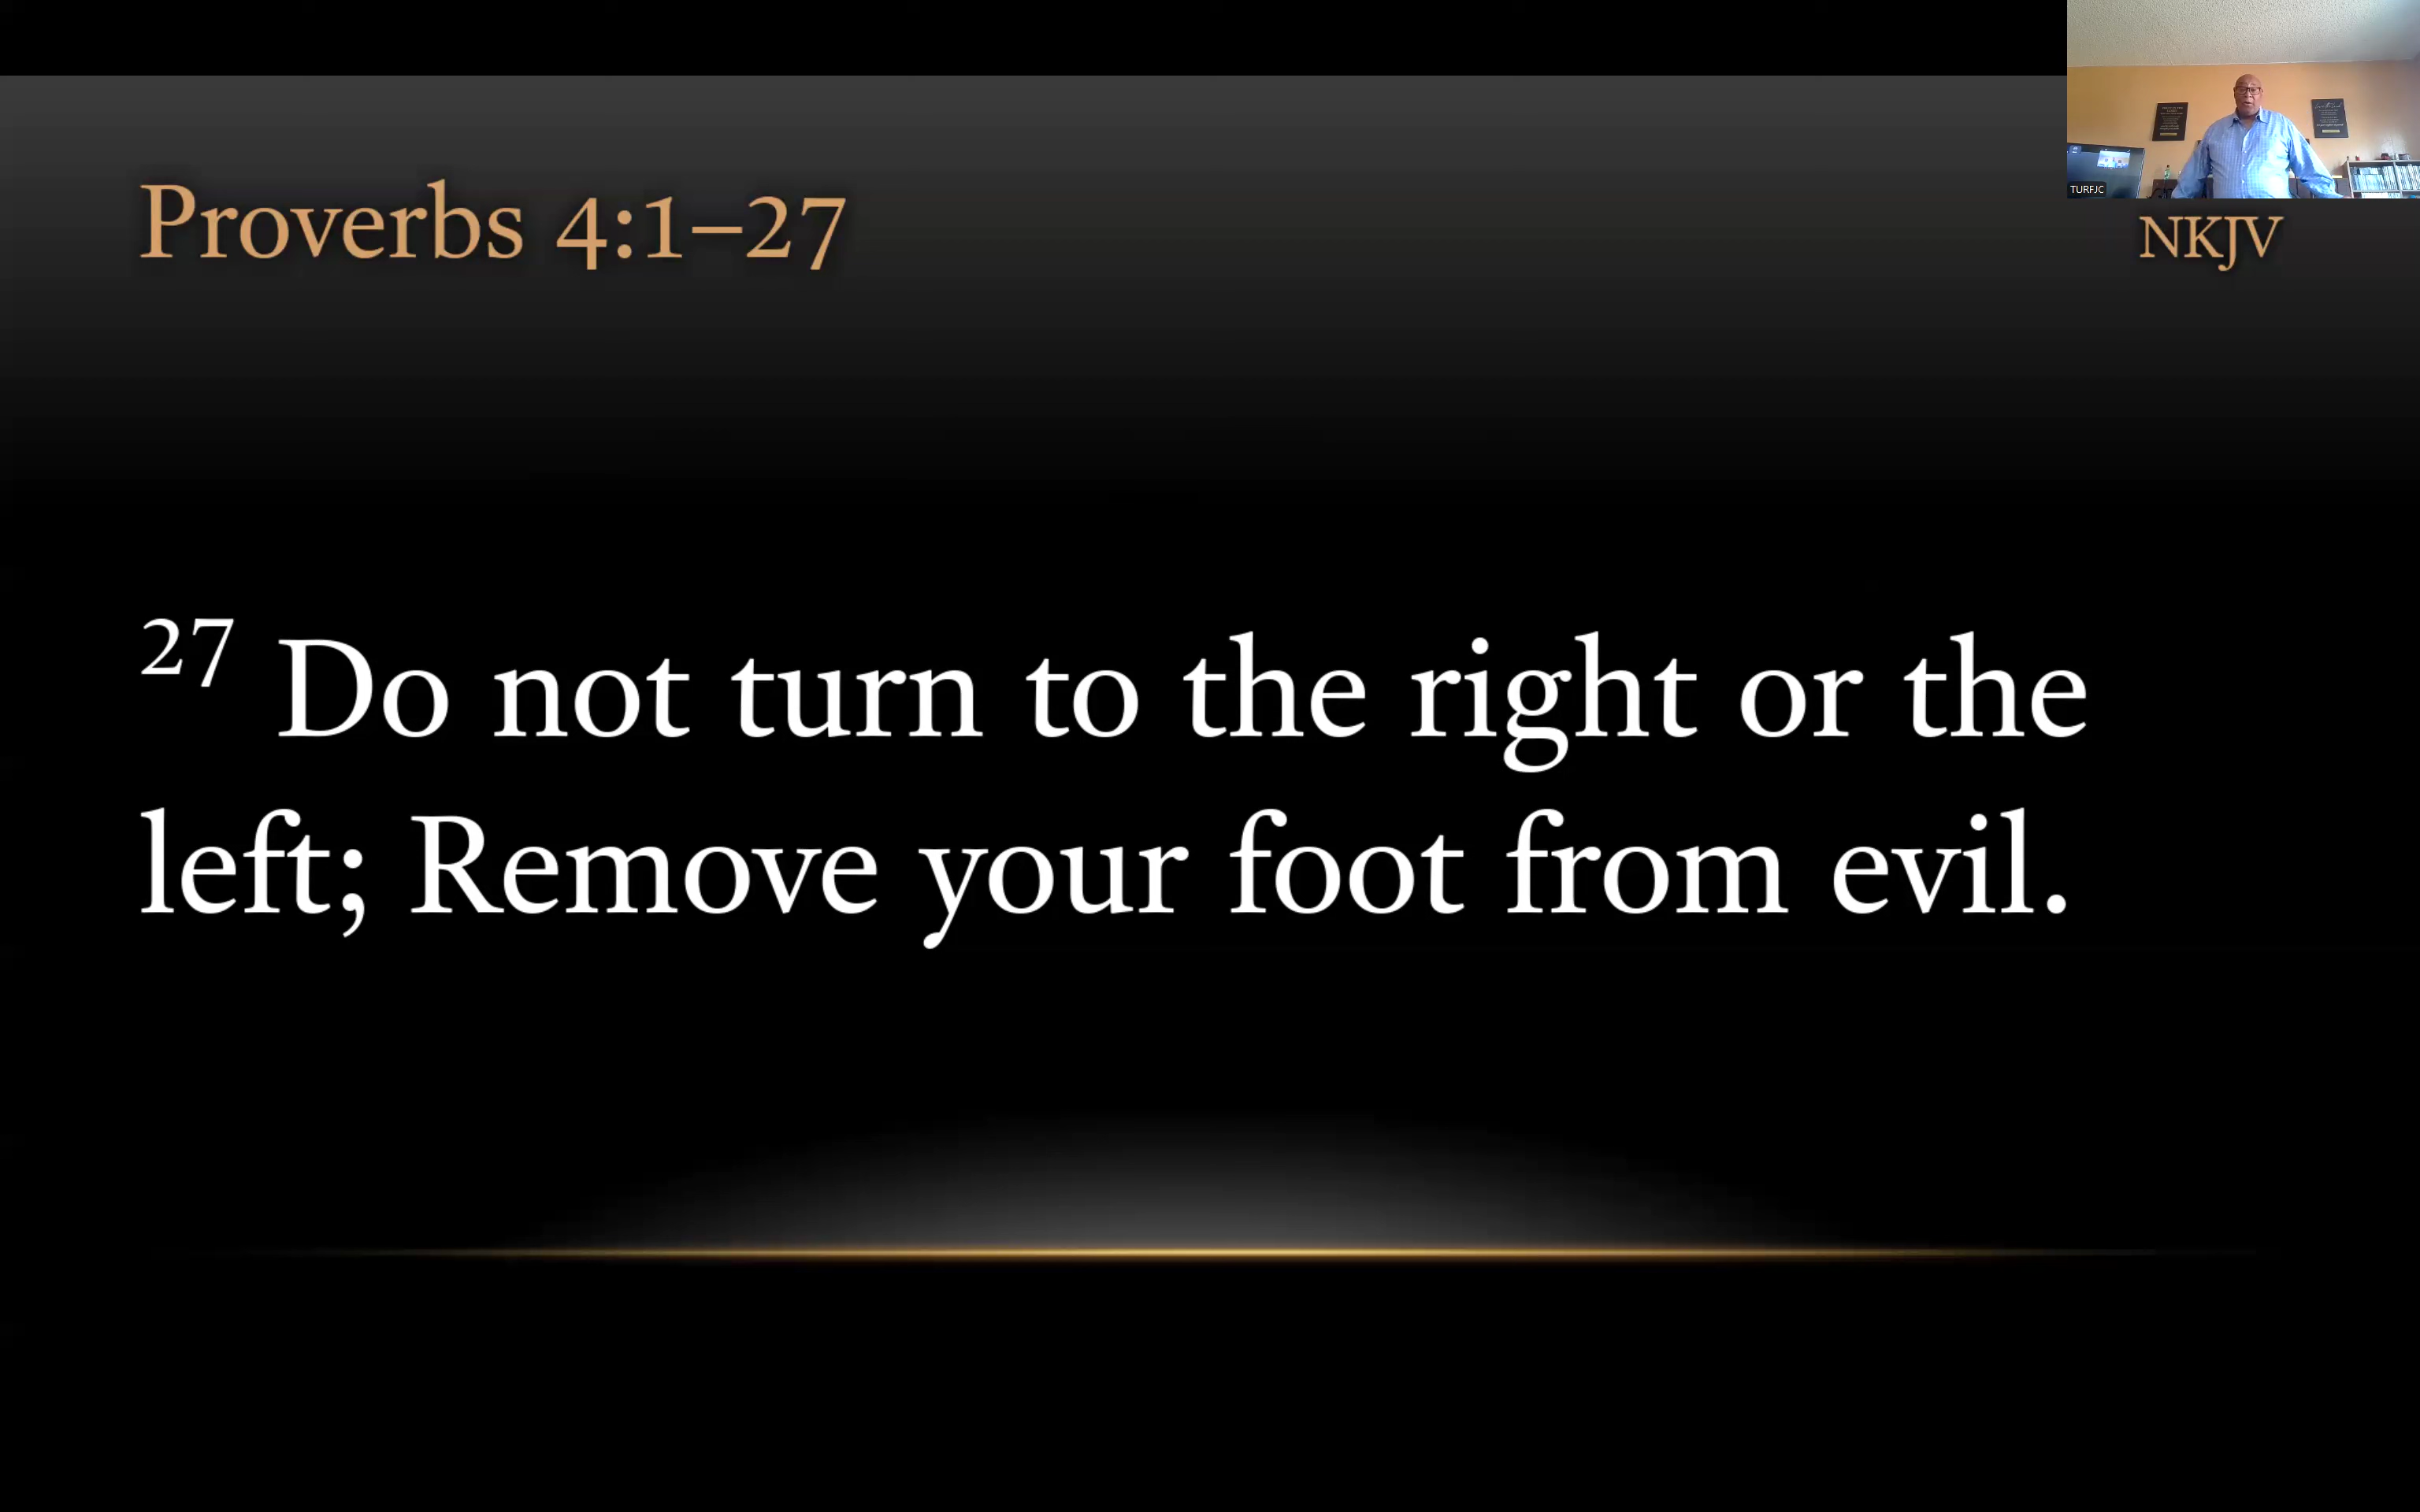 TURFJC
Proverbs 4:1–27
NKJV
27 Do not turn to the right or the
left; Remove your foot from evil.